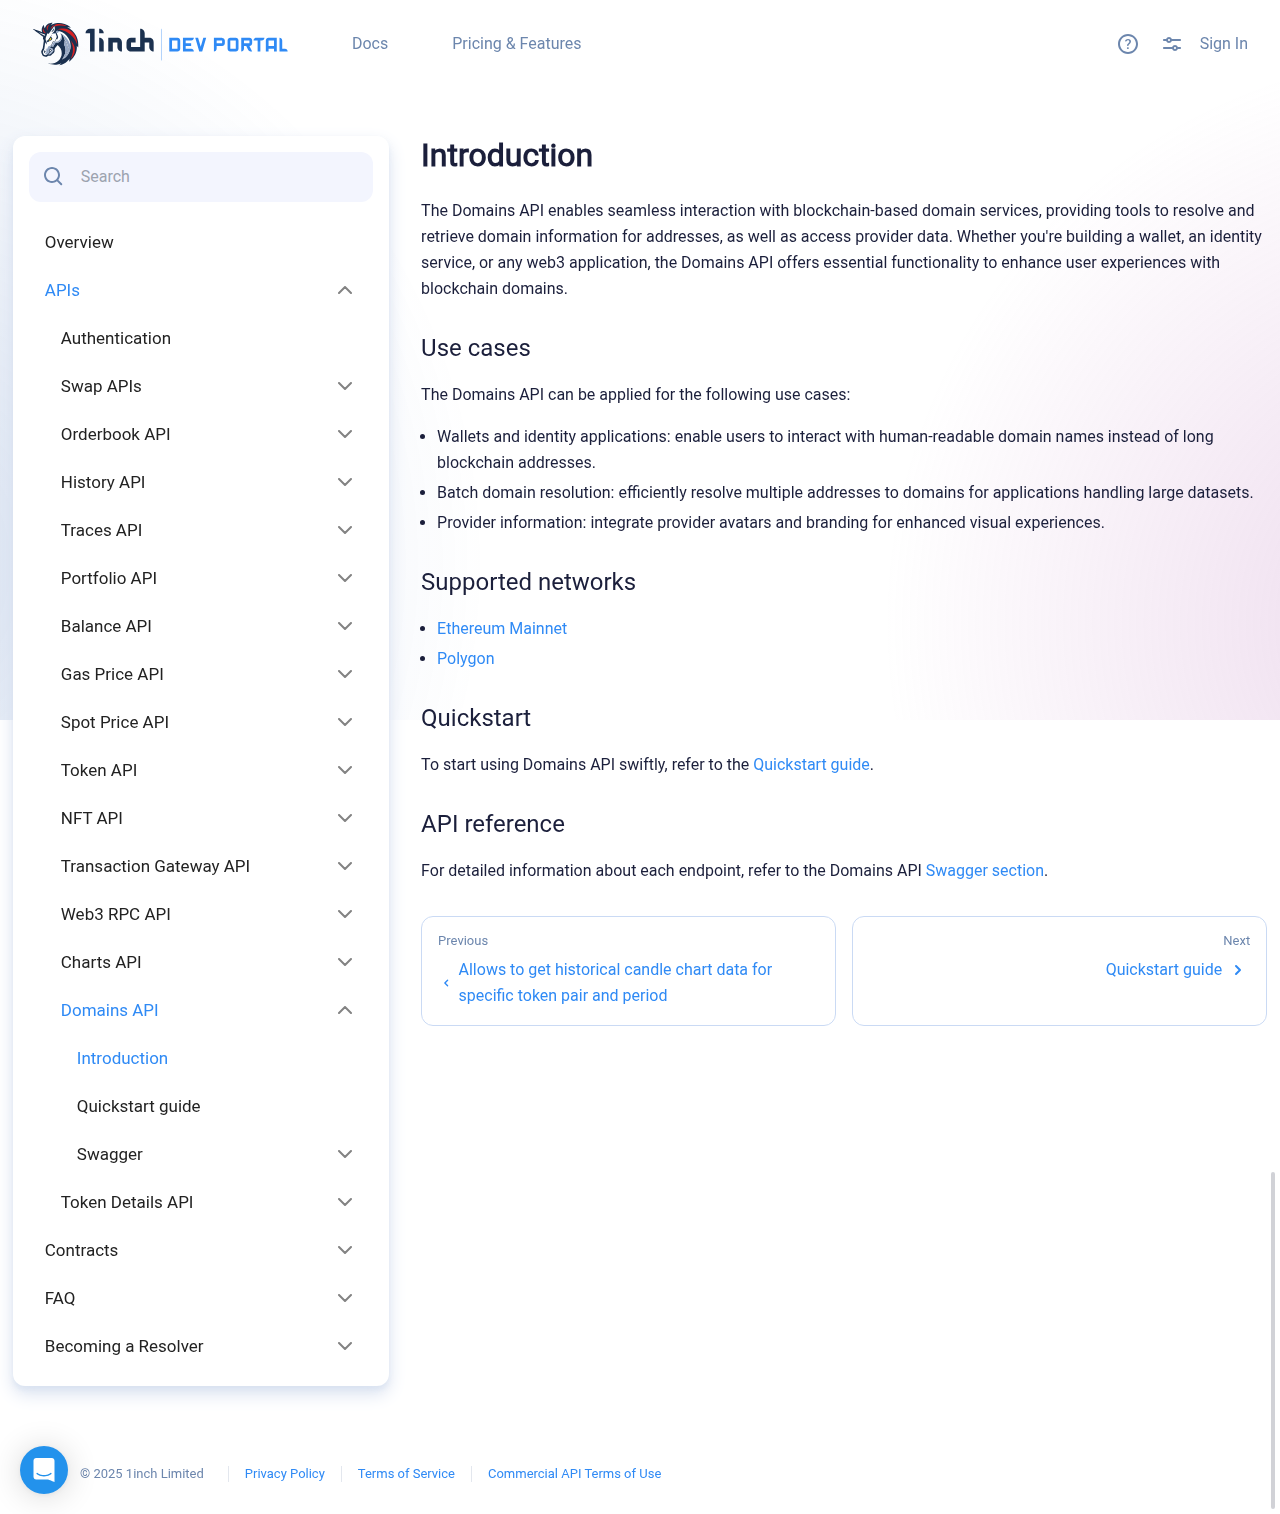 1inch DEV PORTAL
Docs
Pricing & Features
Sign In
Search
Overview
APIs
Authentication
Swap APIs
Orderbook API
History API
Traces API
Portfolio API
Balance API
Gas Price API
Spot Price API
Token API
NFT API
Transaction Gateway API
Web3 RPC API
Charts API
Domains API
Introduction
Quickstart guide
Swagger
Token Details API
Contracts
FAQ
Becoming a Resolver
Introduction
The Domains API enables seamless interaction with blockchain-based domain services, providing tools to resolve and
retrieve domain information for addresses, as well as access provider data. Whether you're building a wallet, an identity
service, or any web3 application, the Domains API offers essential functionality to enhance user experiences with
blockchain domains.
Use cases
The Domains API can be applied for the following use cases:
Wallets and identity applications: enable users to interact with human-readable domain names instead of long
blockchain addresses.
Batch domain resolution: efficiently resolve multiple addresses to domains for applications handling large datasets.
Provider information: integrate provider avatars and branding for enhanced visual experiences.
Supported networks
Ethereum Mainnet
Polygon
Quickstart
To start using Domains API swiftly, refer to the Quickstart guide.
API reference
For detailed information about each endpoint, refer to the Domains API Swagger section.
Previous
Allows to get historical candle chart data for
specific token pair and period
Next
Quickstart guide
© 2025 1inch Limited
Privacy Policy
Terms of Service
Commercial API Terms of Use